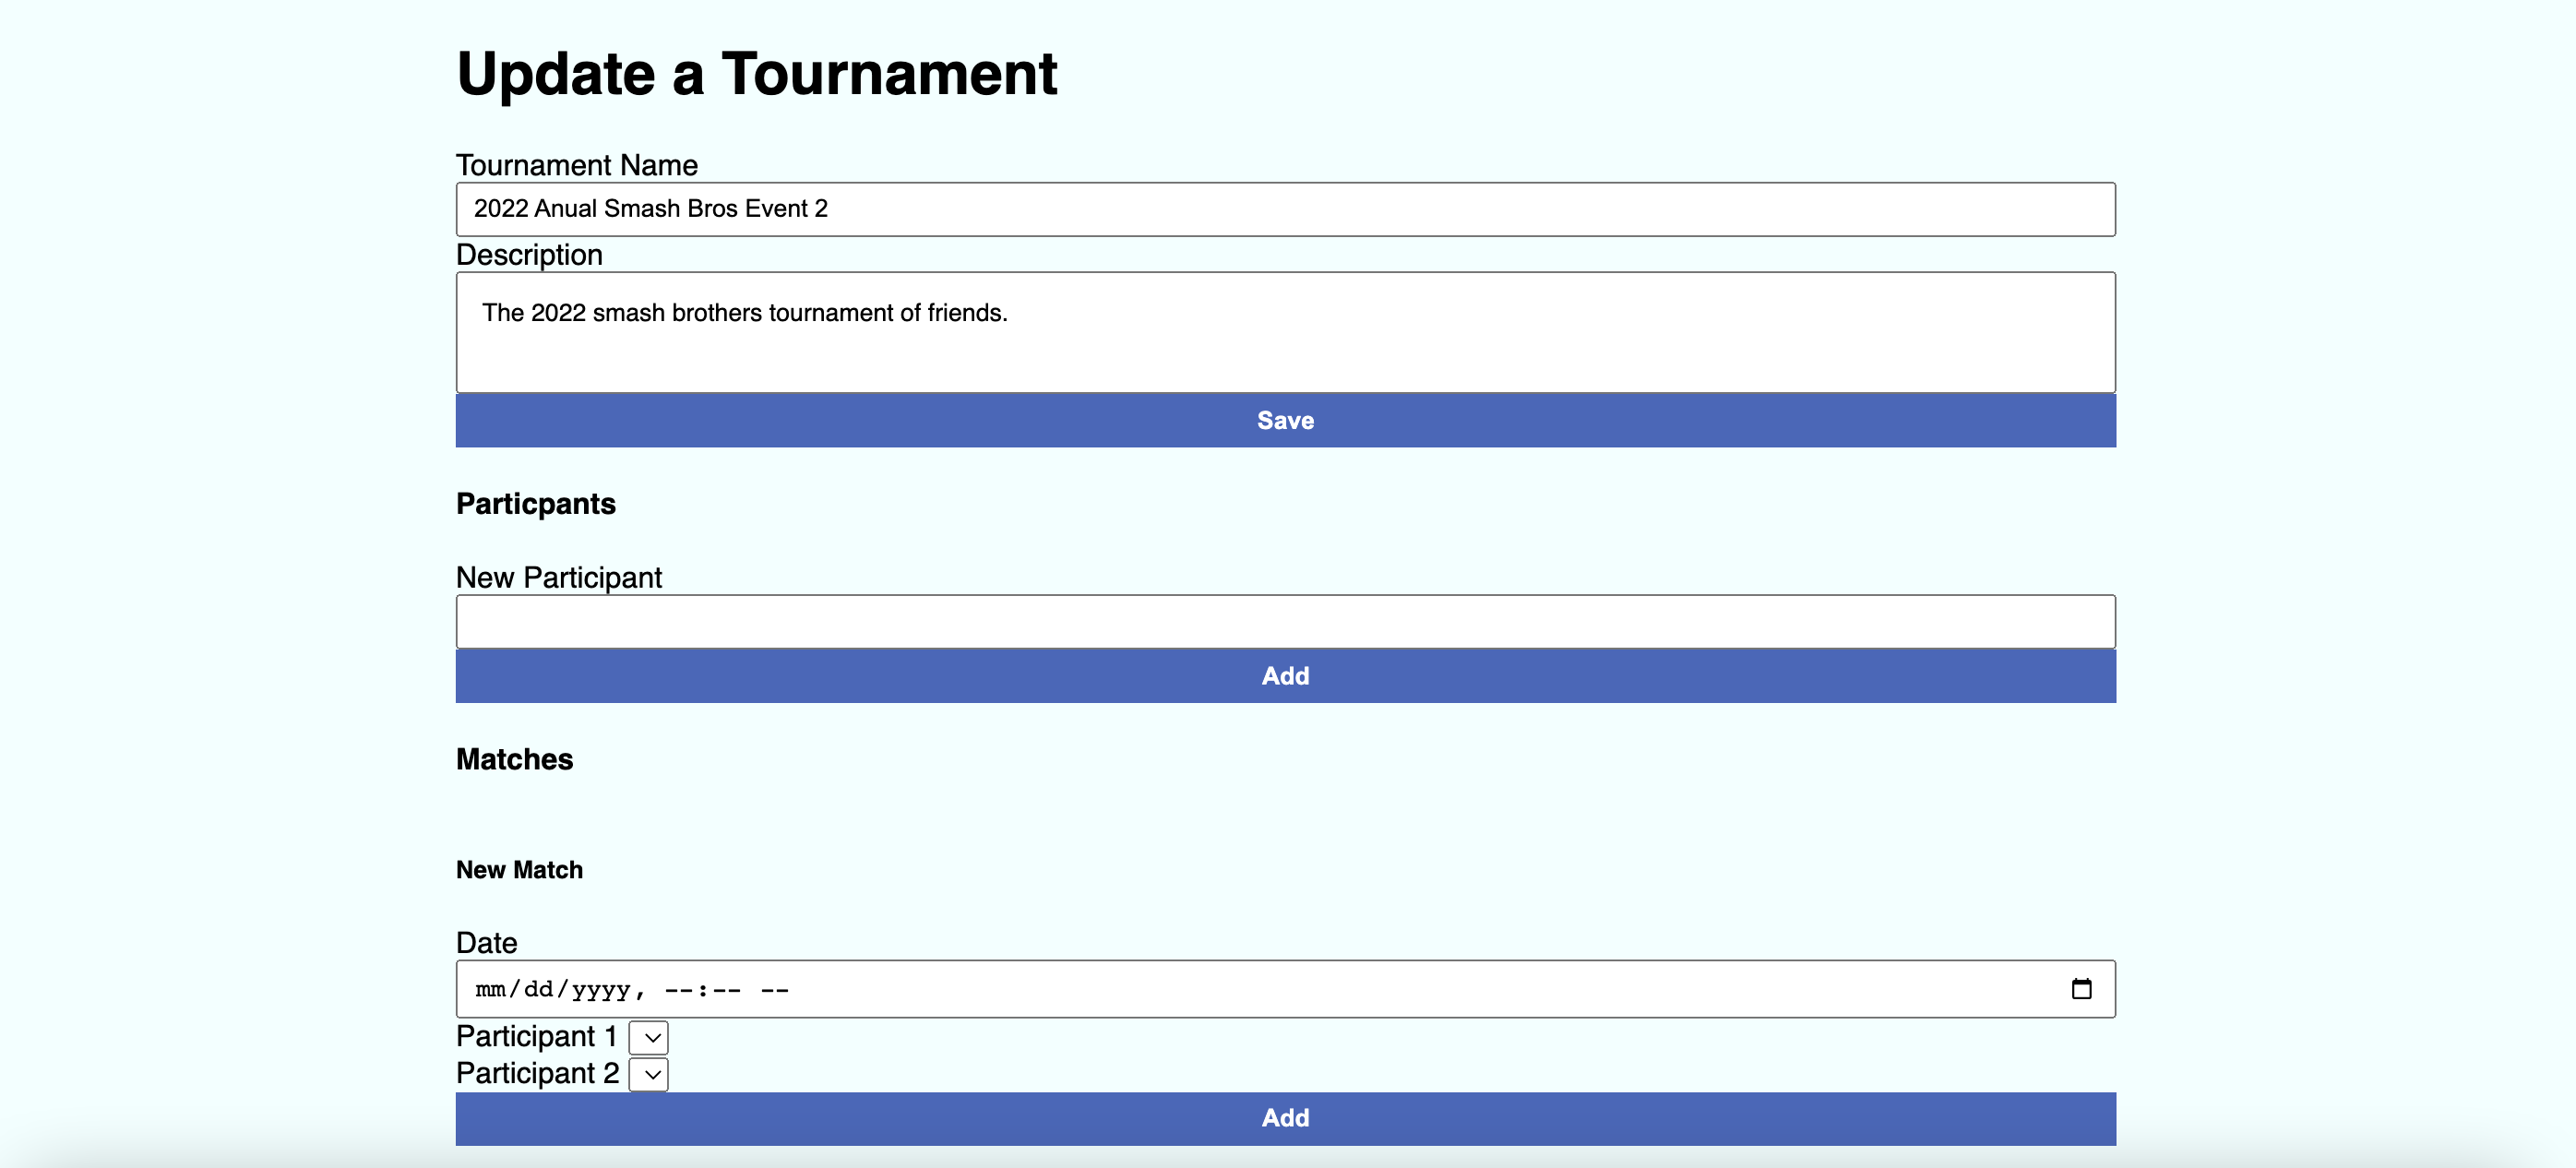 Update a Tournament
Tournament Name
2022 Anual Smash Bros Event 2
Description
The 2022 smash brothers tournament of friends.
Save
Particpants
New Participant
Add
Matches
New Match
Date
mm/dd/yyyy, --:-- --
Participant 1
Participant 2
Add